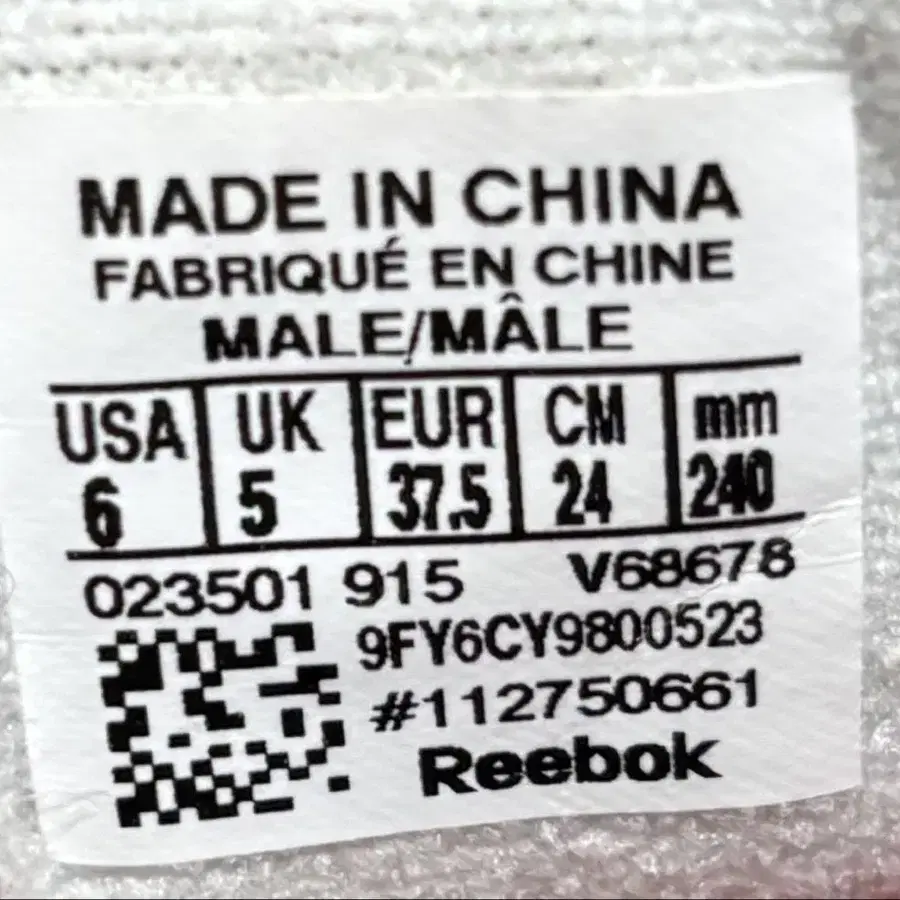 MADE IN CHINA
FABRIQUÉ EN CHINE
MALE/MÂLE
USA UK EUR CM mm
6 5 37.5 24 240
023501 915 V68678
9FY6CY9800523
#112750661
Reebok